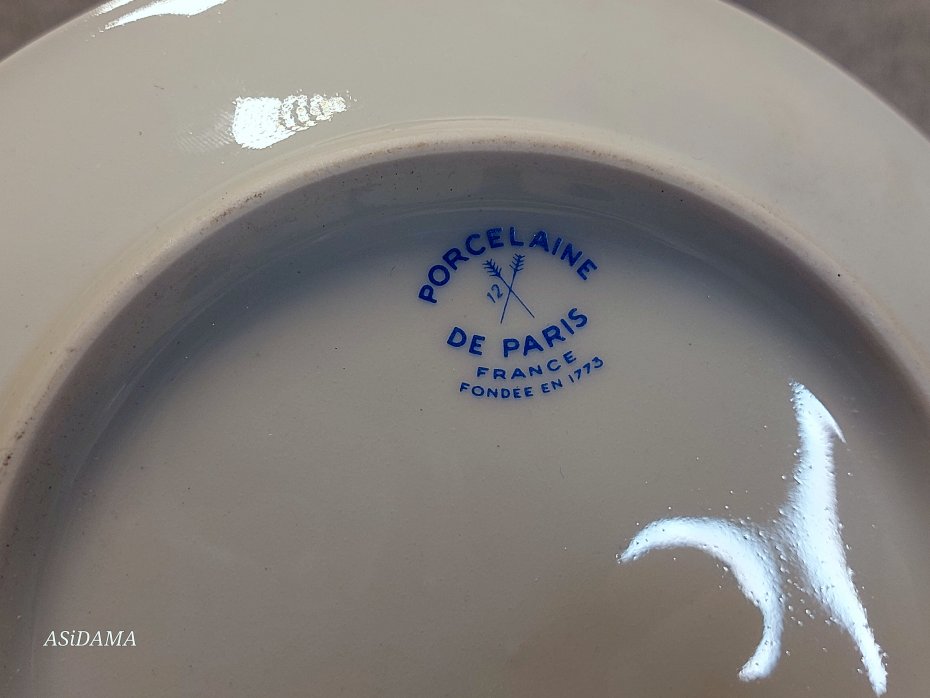 PORCELAINE
12
DE PARIS
FRANCE
FONDÉE EN 1773
ASiDAMA